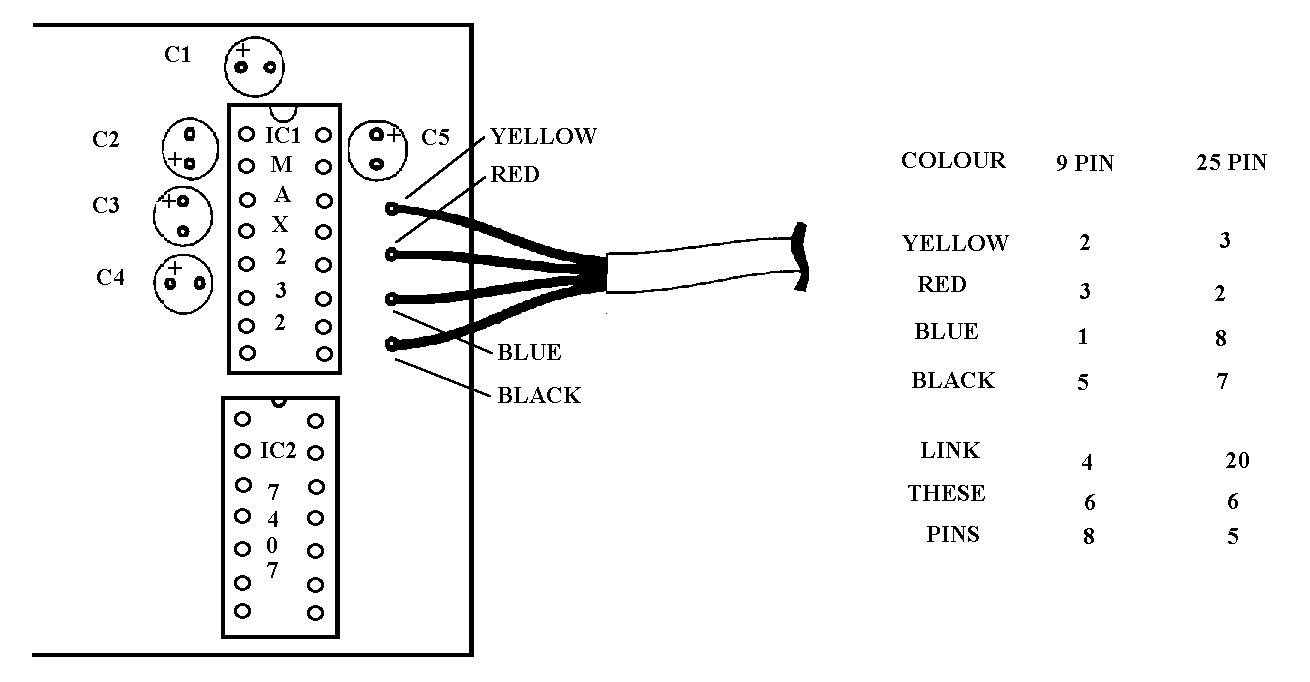 C1
C2
C3
C4
C5
IC1
M
A
X
2
3
2
IC2
7
4
0
7
YELLOW
RED
BLUE
BLACK
COLOUR 9 PIN 25 PIN
YELLOW 2 3
RED 3 2
BLUE 1 8
BLACK 5 7
LINK 4 20
THESE 6 6
PINS 8 5